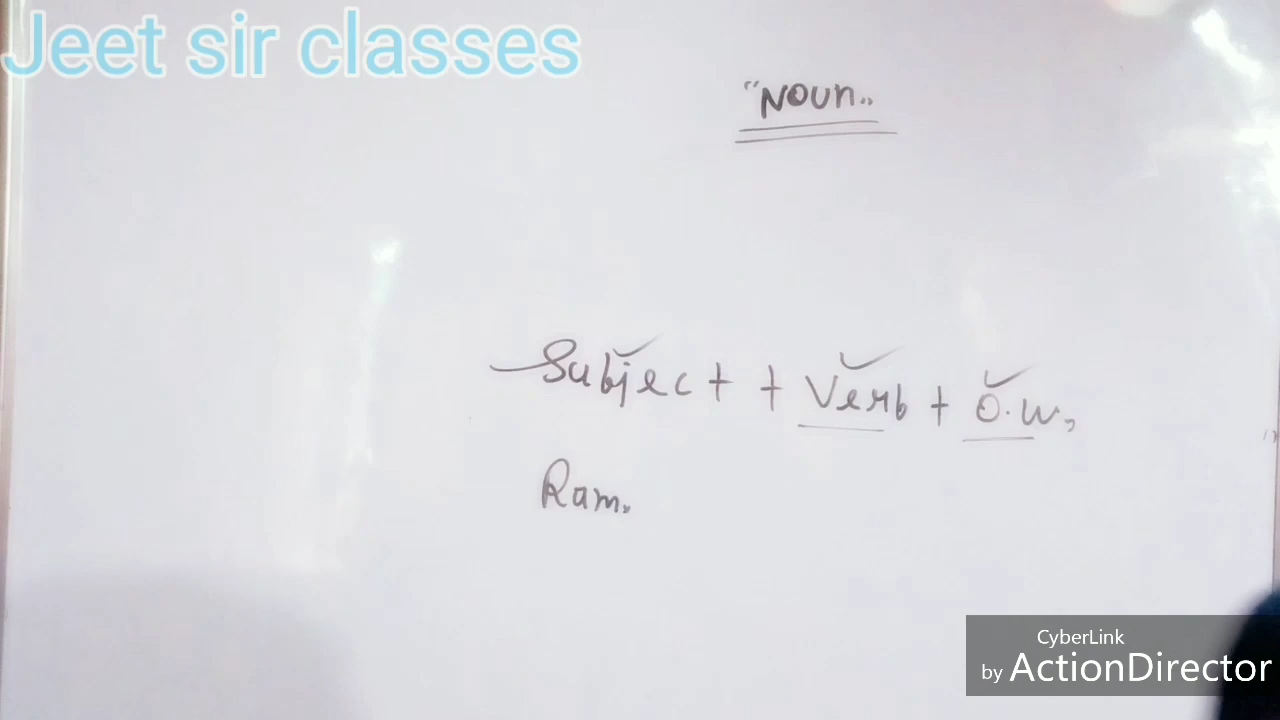 Jeet sir classes
"NOUN"
Subject + Verb + O.W,
Ram.
CyberLink
by ActionDirector